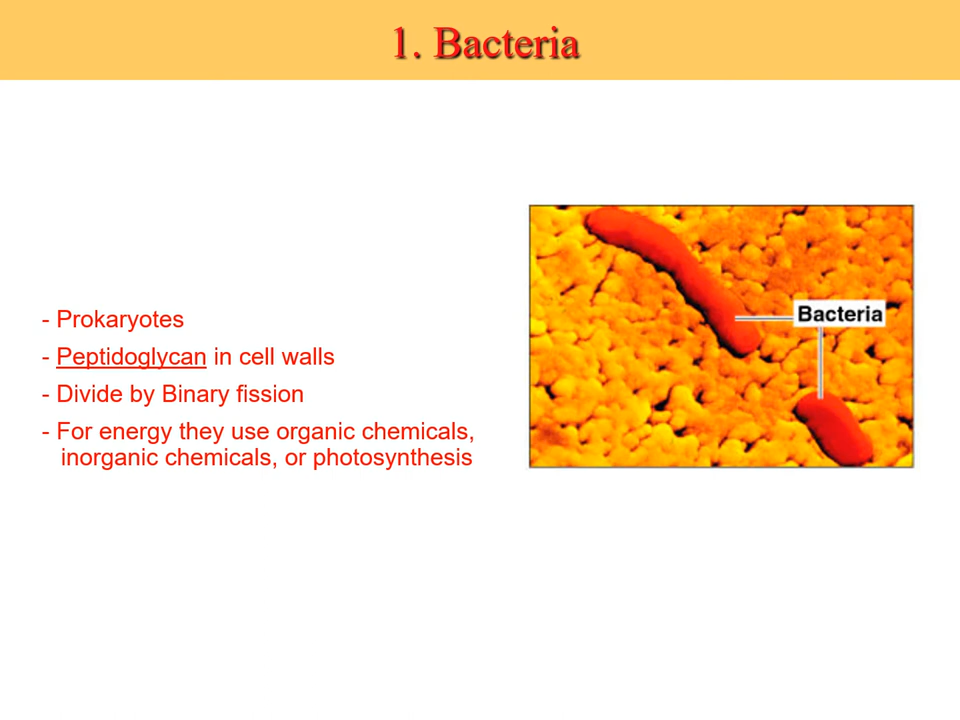 1. Bacteria
- Prokaryotes
- Peptidoglycan in cell walls
- Divide by Binary fission
- For energy they use organic chemicals,
inorganic chemicals, or photosynthesis
Bacteria